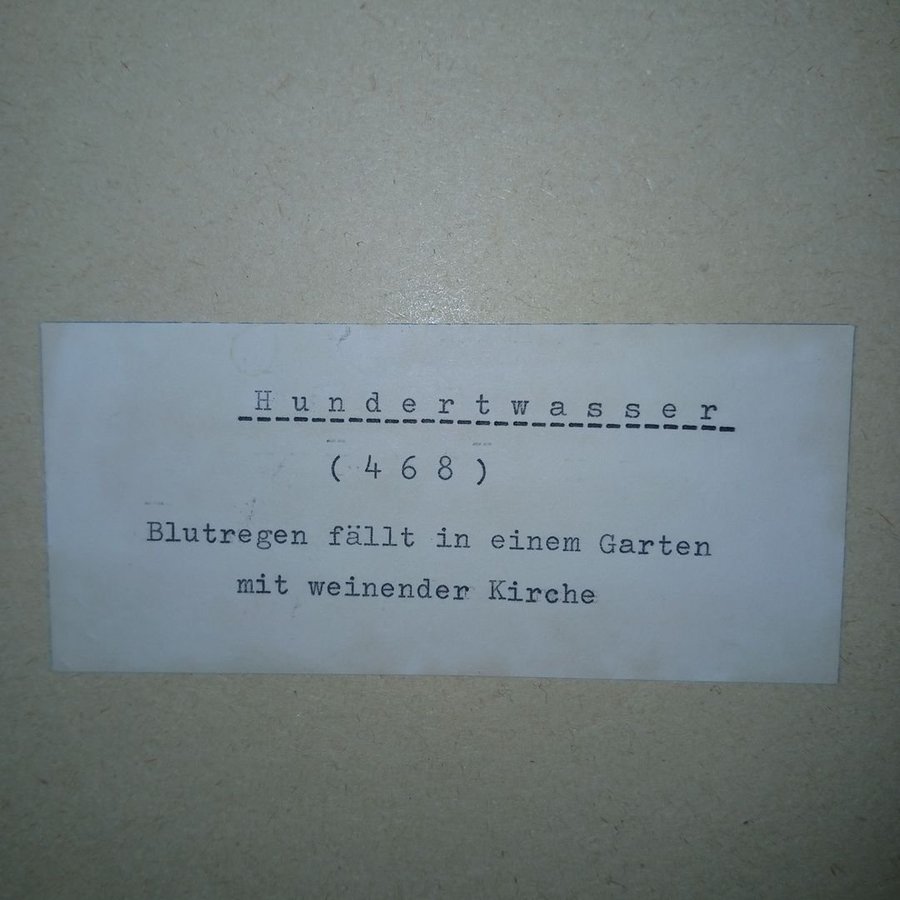 Hundertwasser
(468)
Blutregen fällt in einem Garten
mit weinender Kirche